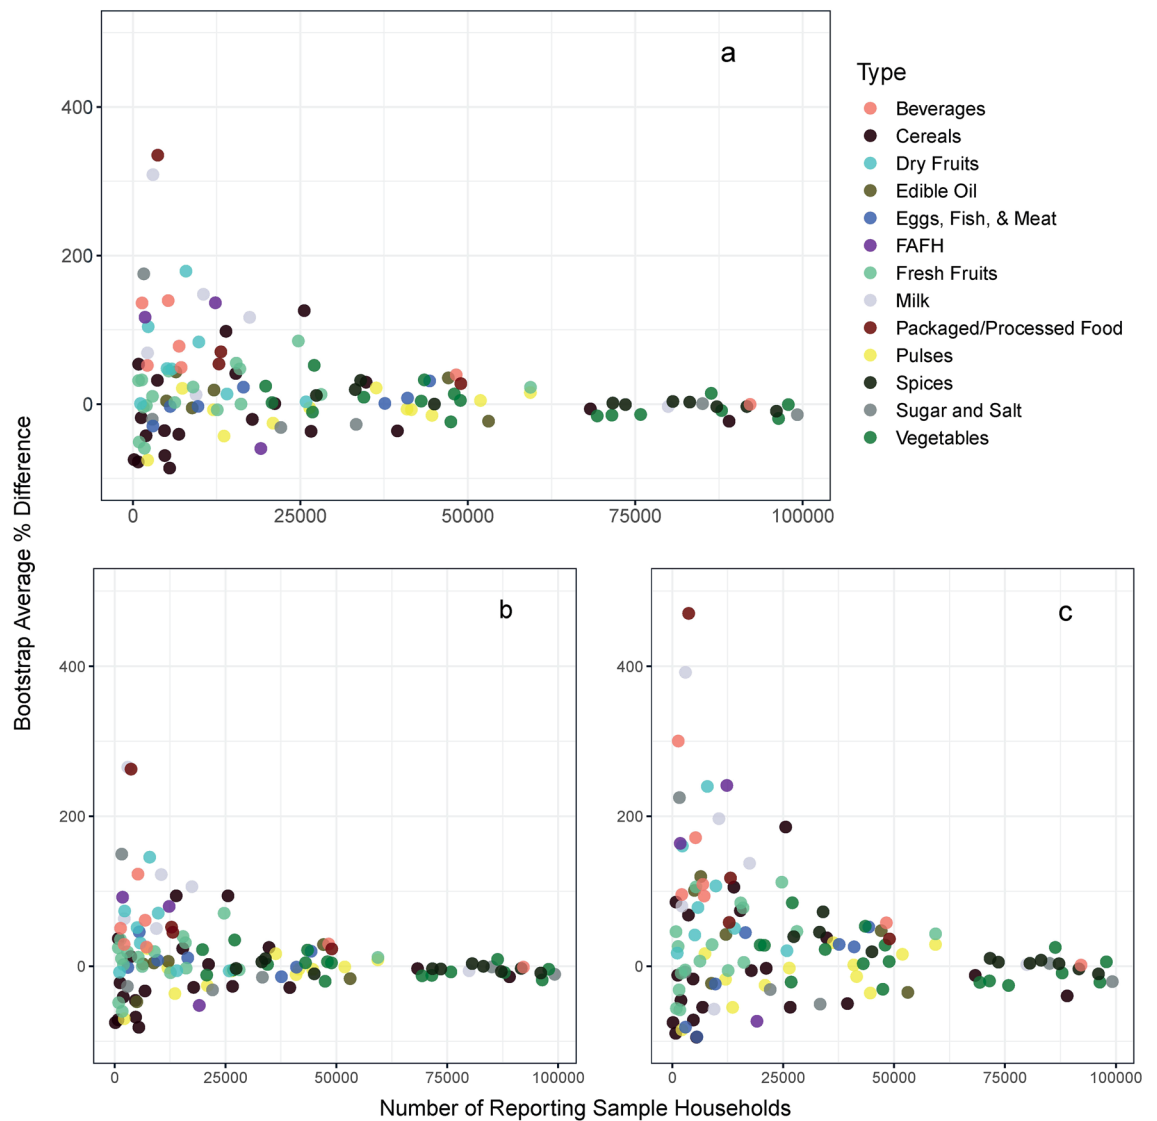 a
400
200
0
0
25000
50000
75000
100000
Type
Beverages
Cereals
Dry Fruits
Edible Oil
Eggs, Fish, & Meat
FAFH
Fresh Fruits
Milk
Packaged/Processed Food
Pulses
Spices
Sugar and Salt
Vegetables
Bootstrap Average % Difference
b
400
200
0
0
25000
50000
75000
100000
c
400
200
0
0
25000
50000
75000
100000
Number of Reporting Sample Households